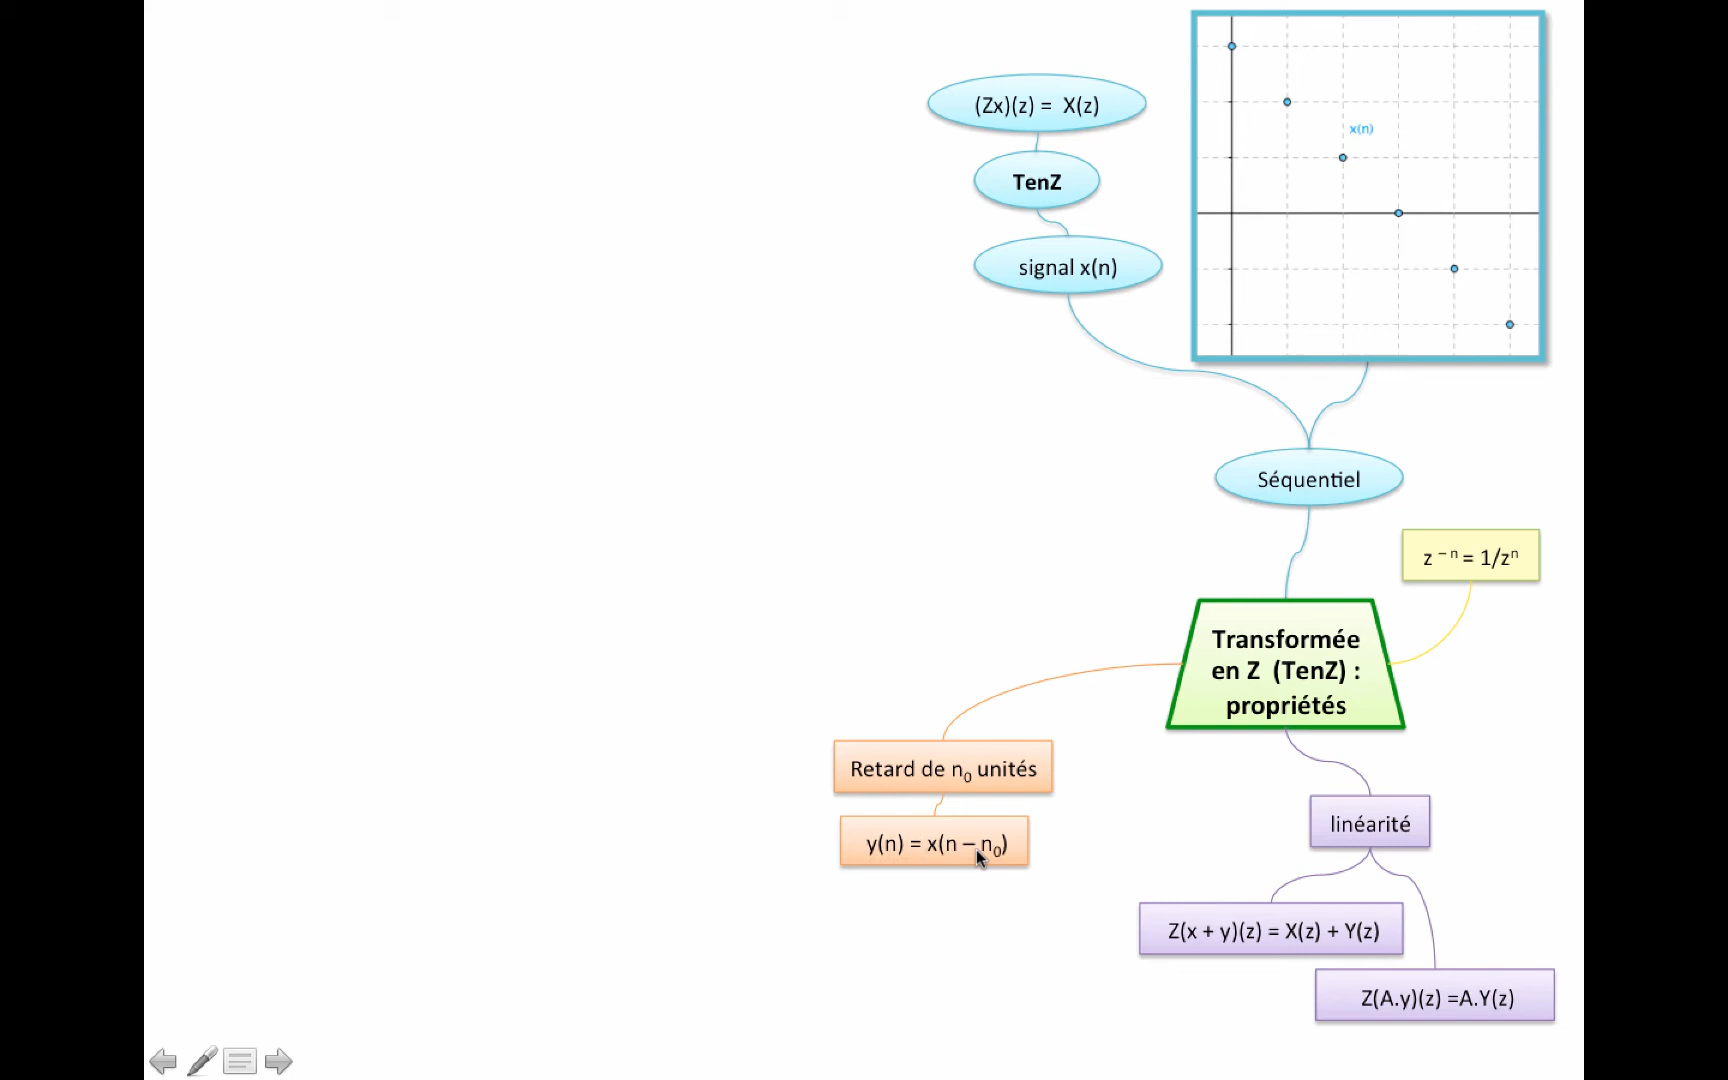 (Zx)(z) = X(z)
TenZ
signal x(n)
x(n)
Séquentiel
z⁻ⁿ = 1/zⁿ
Transformée
en Z (TenZ) :
propriétés
Retard de n₀ unités
y(n) = x(n – n₀)
linéarité
Z(x + y)(z) = X(z) + Y(z)
Z(A.y)(z) =A.Y(z)